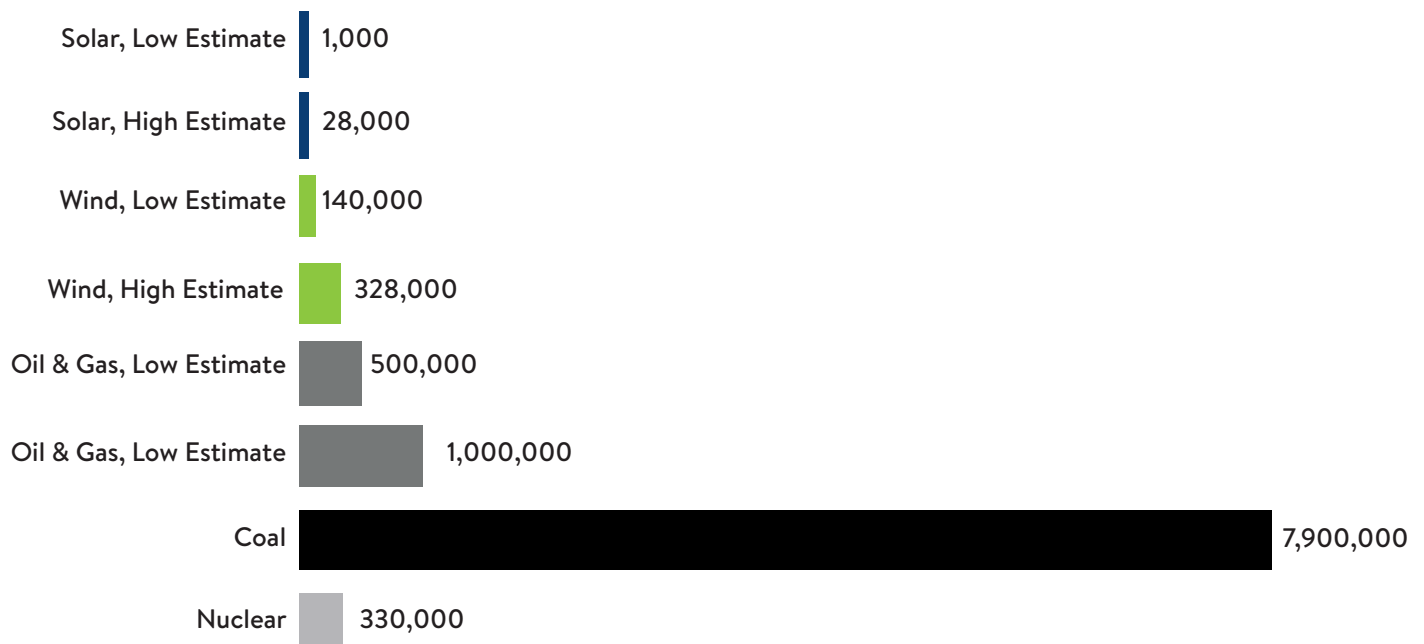 Solar, Low Estimate 1,000
Solar, High Estimate 28,000
Wind, Low Estimate 140,000
Wind, High Estimate 328,000
Oil & Gas, Low Estimate 500,000
Oil & Gas, Low Estimate 1,000,000
Coal 7,900,000
Nuclear 330,000